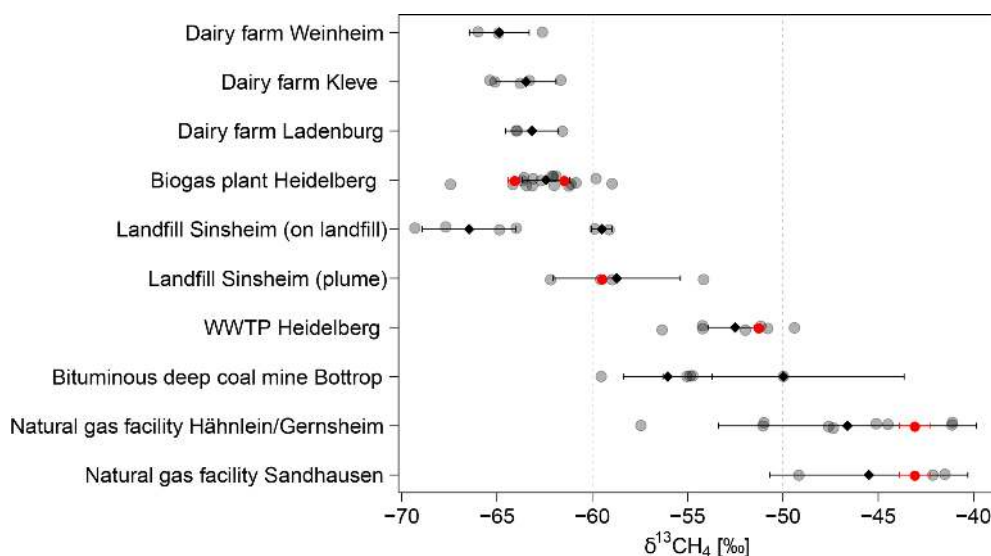 Dairy farm Weinheim
Dairy farm Kleve
Dairy farm Ladenburg
Biogas plant Heidelberg
Landfill Sinsheim (on landfill)
Landfill Sinsheim (plume)
WWTP Heidelberg
Bituminous deep coal mine Bottrop
Natural gas facility Hähnlein/Gernsheim
Natural gas facility Sandhausen
−70 −65 −60 −55 −50 −45 −40
δ¹³CH₄ [‰]